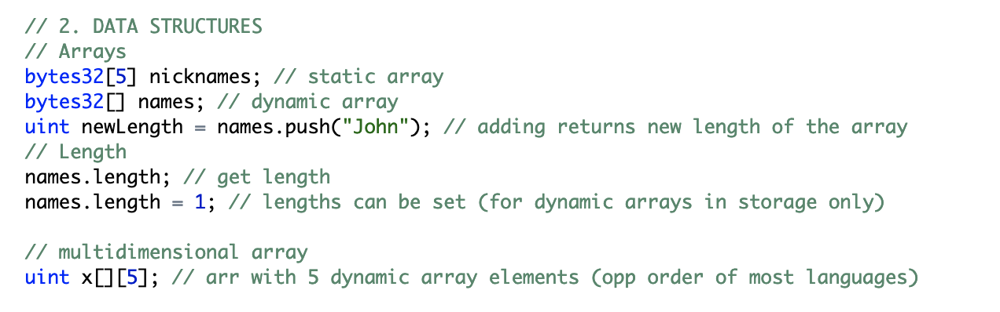 // 2. DATA STRUCTURES
// Arrays
bytes32[5] nicknames; // static array
bytes32[] names; // dynamic array
uint newLength = names.push("John"); // adding returns new length of the array
// Length
names.length; // get length
names.length = 1; // lengths can be set (for dynamic arrays in storage only)
// multidimensional array
uint x[][5]; // arr with 5 dynamic array elements (opp order of most languages)